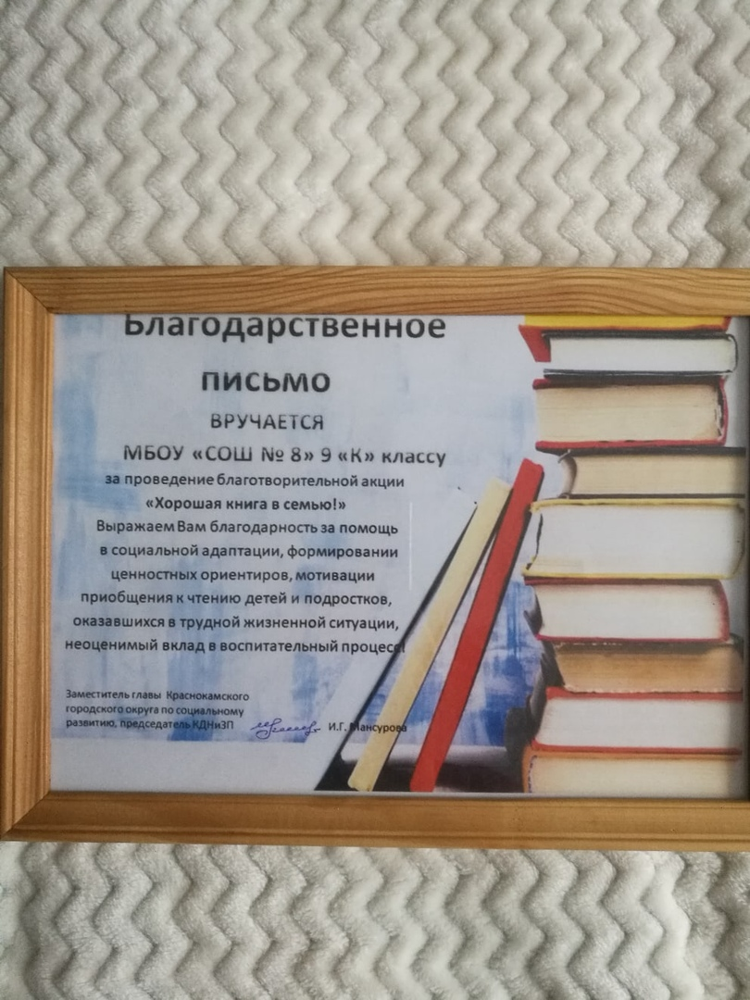 Благодарственное
письмо
ВРУЧАЕТСЯ
МБОУ «СОШ № 8» 9 «К» классу
за проведение благотворительной акции
«Хорошая книга в семью!»
Выражаем Вам благодарность за помощь
в социальной адаптации, формировании
ценностных ориентиров, мотивации
приобщения к чтению детей и подростков,
оказавшихся в трудной жизненной ситуации,
неоценимый вклад в воспитательный процесс!
Заместитель главы Краснокамского
городского округа по социальному
развитию, председатель КДНиЗП И.Г. Мансурова